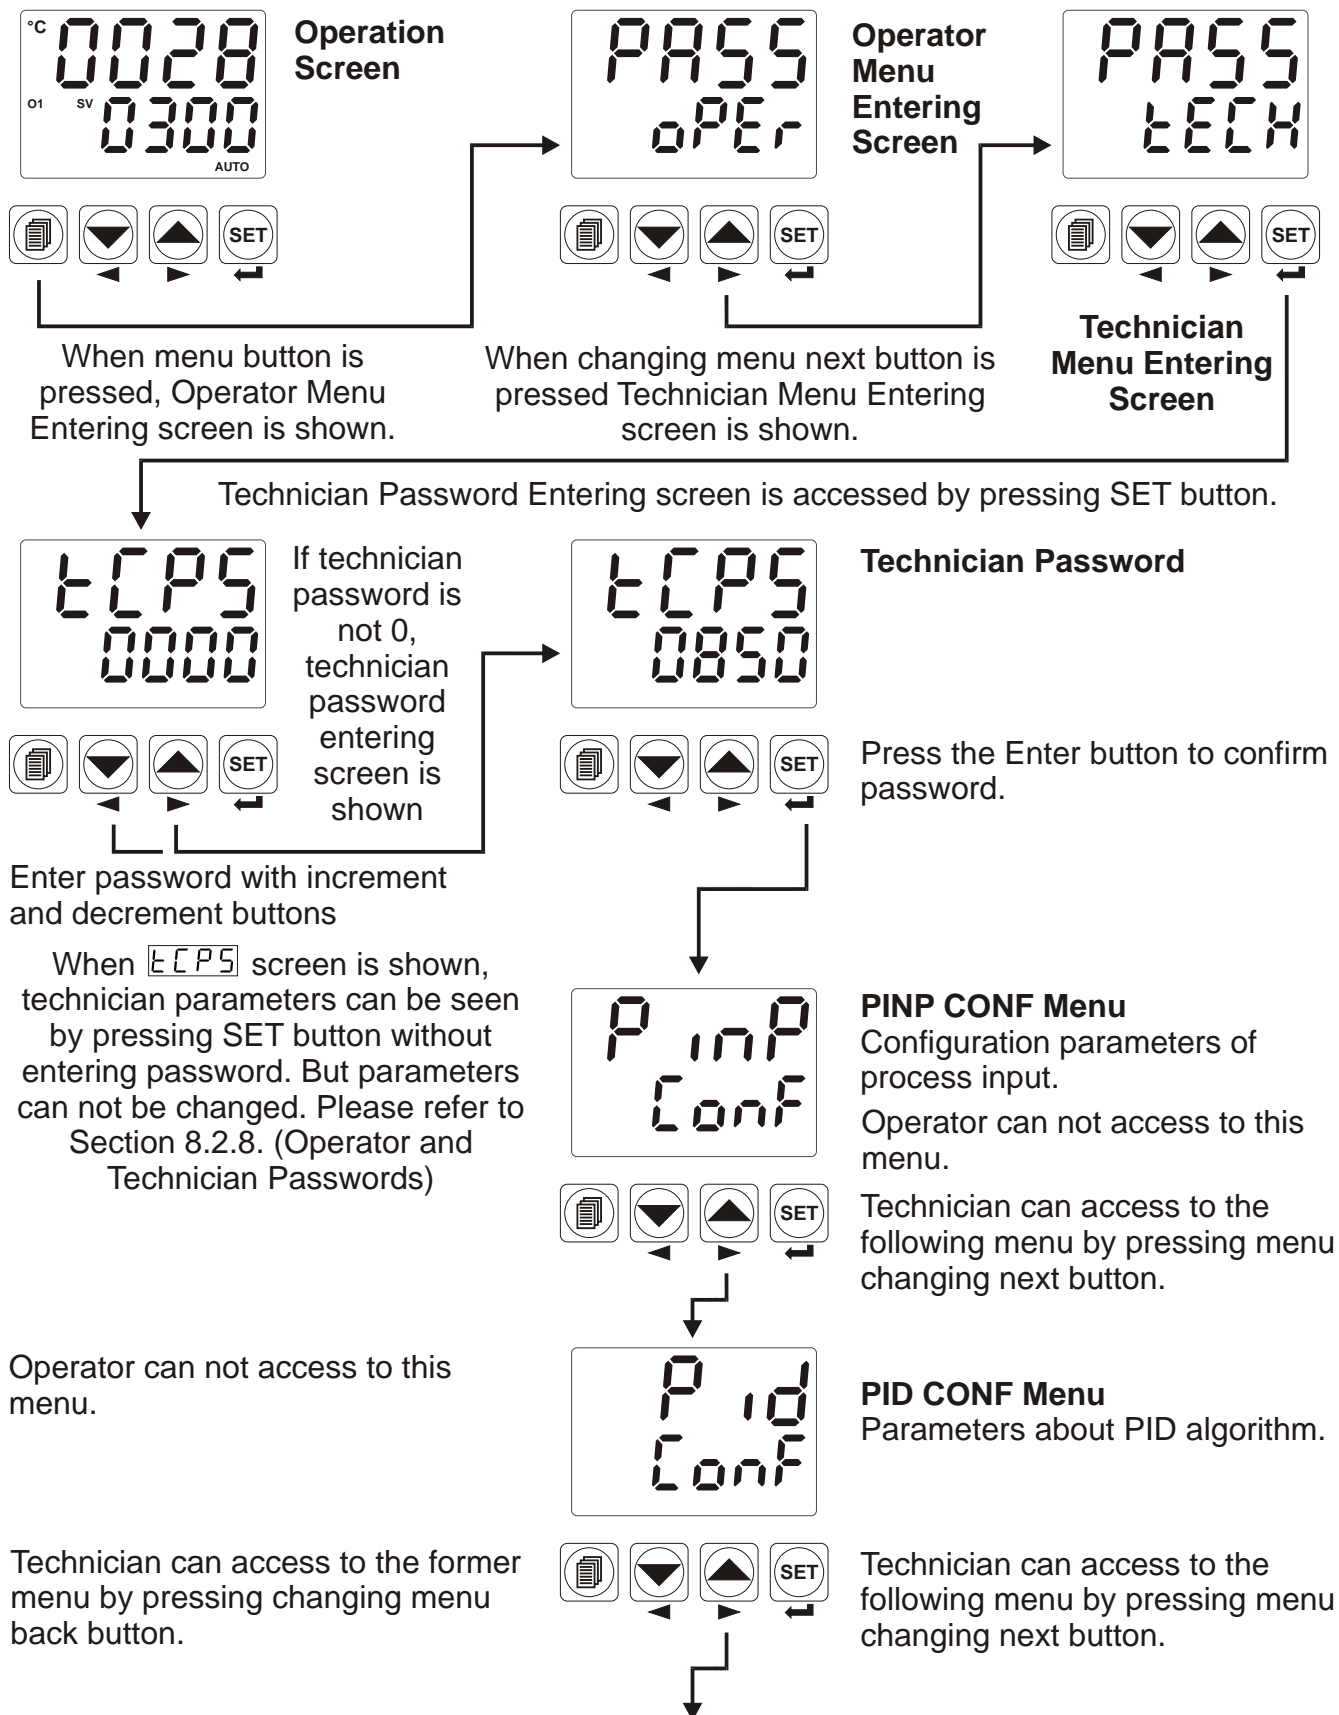 °C 0028
O1 SV 0300
AUTO
Operation
Screen
PASS
oPEr
Operator
Menu
Entering
Screen
PASS
tECH
SET
SET
SET
When menu button is
pressed, Operator Menu
Entering screen is shown.
When changing menu next button is
pressed Technician Menu Entering
screen is shown.
Technician
Menu Entering
Screen
Technician Password Entering screen is accessed by pressing SET button.
tCPS
0000
If technician
password is
not 0,
technician
password
entering
screen is
shown
tCPS
0850
Technician Password
SET
SET
Press the Enter button to confirm
password.
Enter password with increment
and decrement buttons
When tCPS screen is shown,
technician parameters can be seen
by pressing SET button without
entering password. But parameters
can not be changed. Please refer to
Section 8.2.8. (Operator and
Technician Passwords)
PinP
ConF
PINP CONF Menu
Configuration parameters of
process input.
Operator can not access to this
menu.
SET
Technician can access to the
following menu by pressing menu
changing next button.
Operator can not access to this
menu.
Pid
ConF
PID CONF Menu
Parameters about PID algorithm.
Technician can access to the former
menu by pressing changing menu
back button.
SET
Technician can access to the
following menu by pressing menu
changing next button.